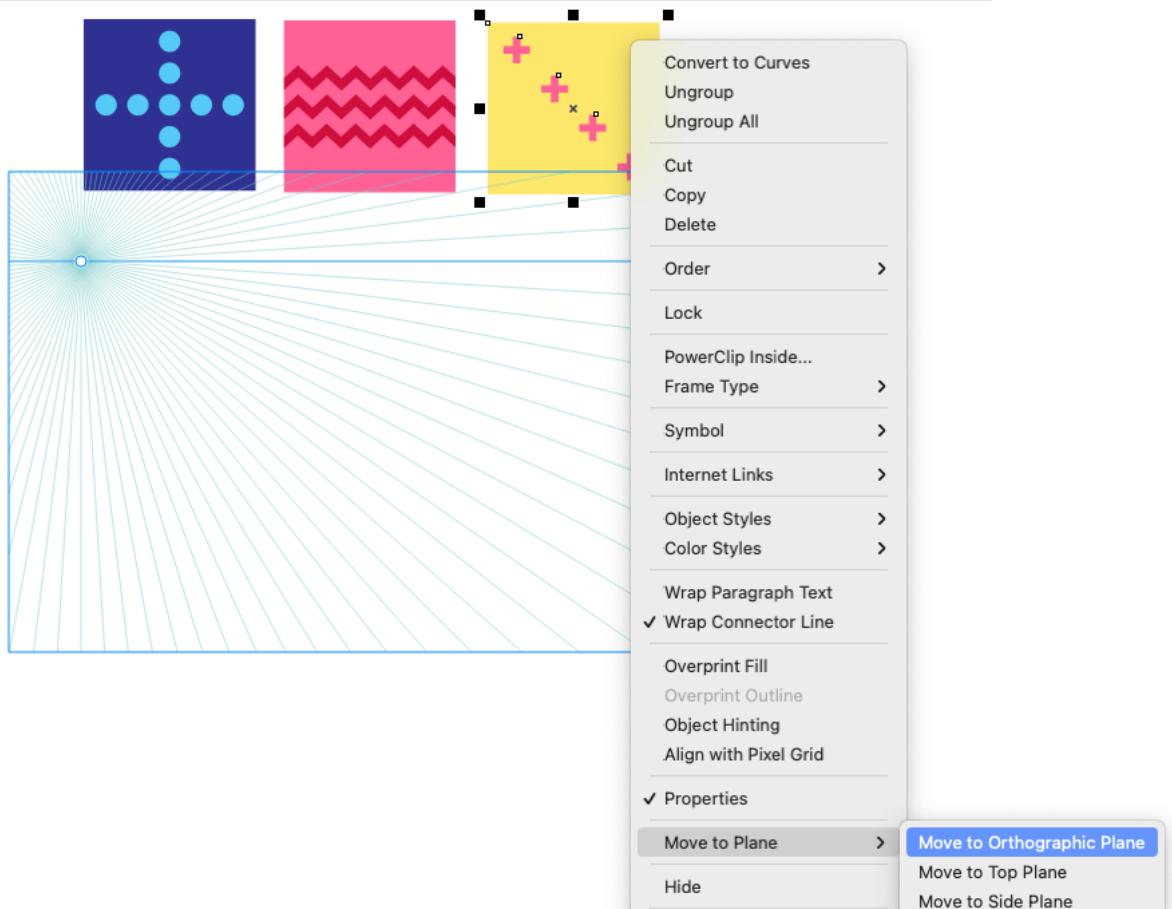 Convert to Curves
Ungroup
Ungroup All
Cut
Copy
Delete
Order
Lock
PowerClip Inside...
Frame Type
Symbol
Internet Links
Object Styles
Color Styles
Wrap Paragraph Text
Wrap Connector Line
Overprint Fill
Overprint Outline
Object Hinting
Align with Pixel Grid
Properties
Move to Plane
Hide
Move to Orthographic Plane
Move to Top Plane
Move to Side Plane